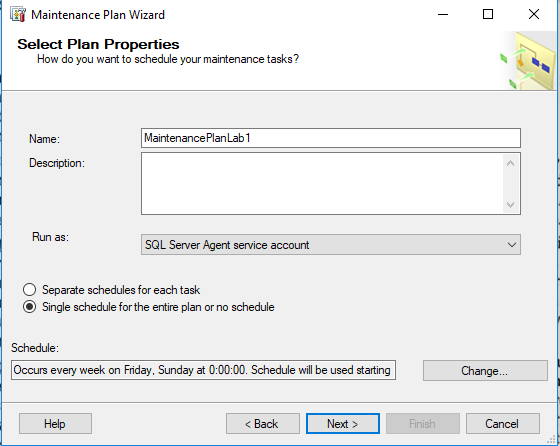 Maintenance Plan Wizard
Select Plan Properties
How do you want to schedule your maintenance tasks?
Name:
MaintenancePlanLab1
Description:
Run as:
SQL Server Agent service account
Separate schedules for each task
Single schedule for the entire plan or no schedule
Schedule:
Occurs every week on Friday, Sunday at 0:00:00. Schedule will be used starting
Change...
Help
< Back
Next >
Finish
Cancel